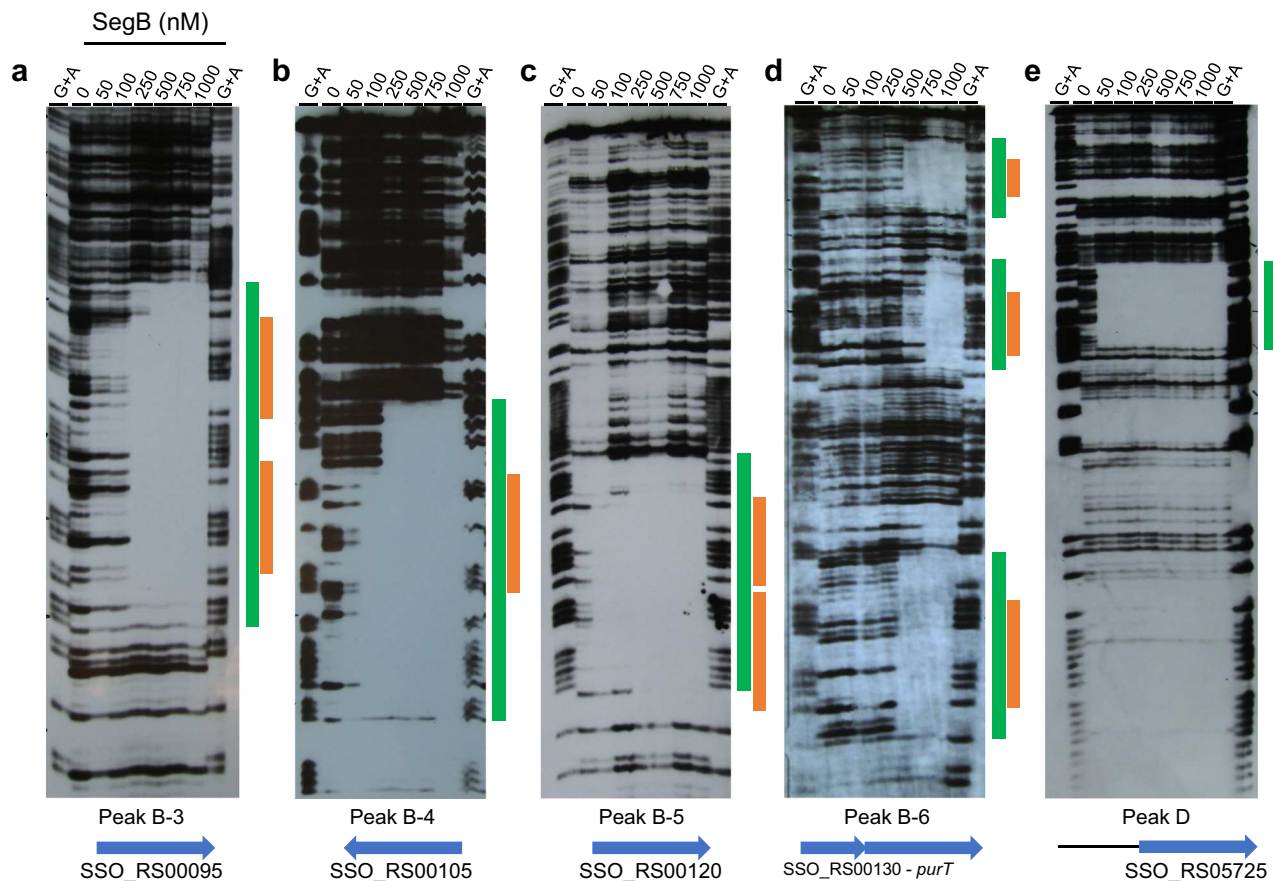 SegB (nM)
a G+A 0 50 100 250 500 750 1000 G+A
b G+A 0 50 100 250 500 750 1000 G+A
c G+A 0 50 100 250 500 750 1000 G+A
d G+A 0 50 100 250 500 750 1000 G+A
e G+A 0 50 100 250 500 750 1000 G+A
Peak B-3 Peak B-4 Peak B-5 Peak B-6 Peak D
SSO_RS00095 SSO_RS00105 SSO_RS00120 SSO_RS00130 - purT SSO_RS05725